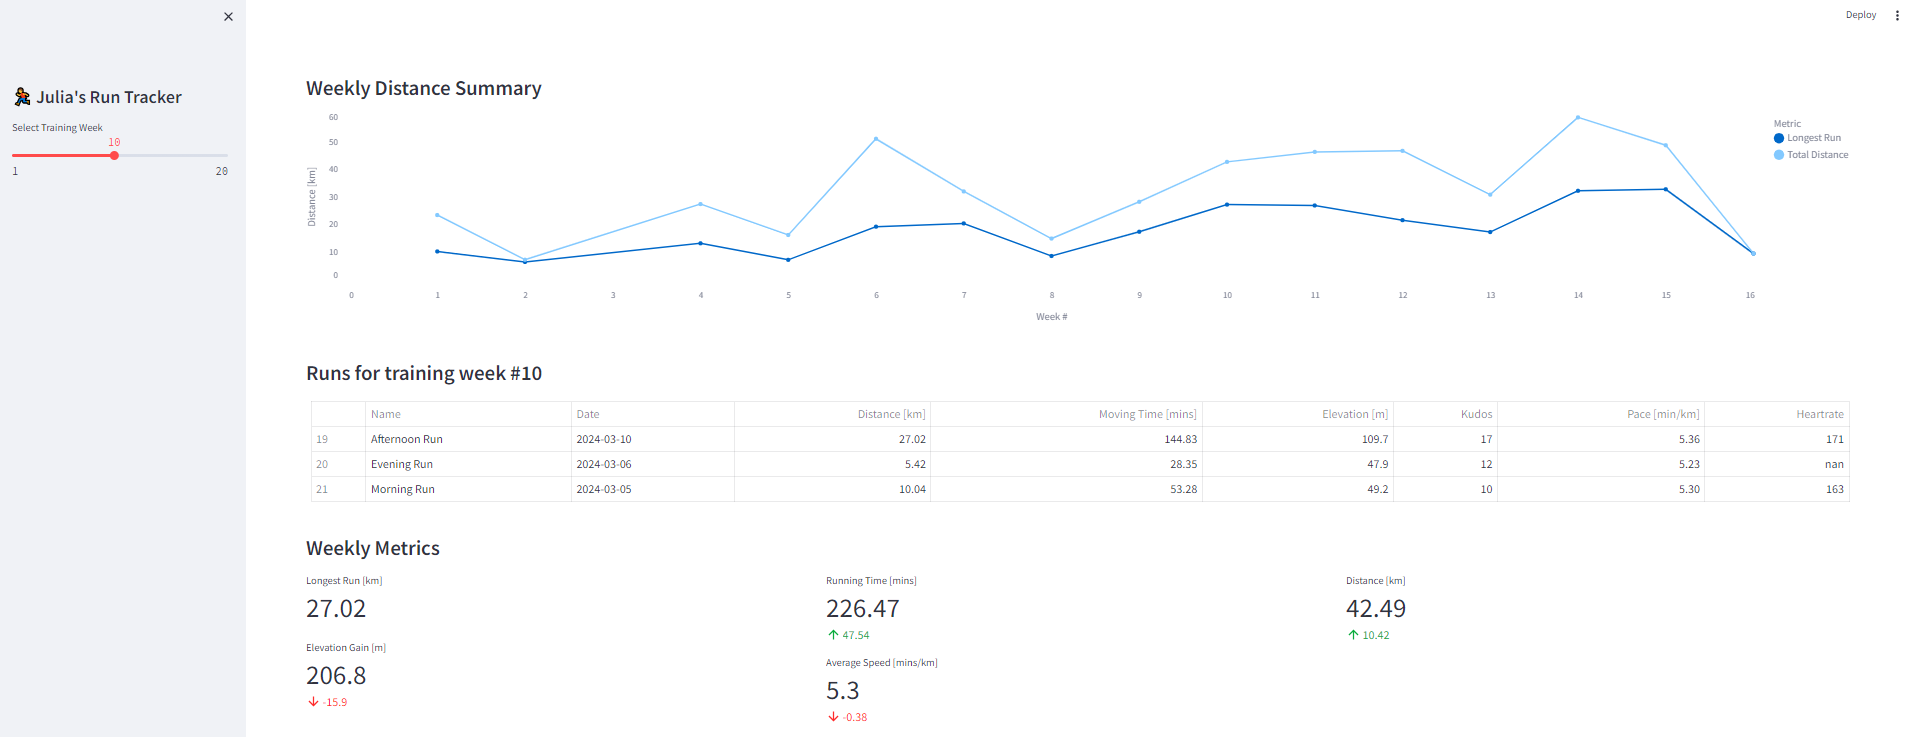 Deploy
🏃 Julia's Run Tracker
Select Training Week
10
1 20
Weekly Distance Summary
60
50
40
30
20
10
0
Distance [km]
0 1 2 3 4 5 6 7 8 9 10 11 12 13 14 15 16
Week #
Metric
Longest Run
Total Distance
Runs for training week #10
Name Date Distance [km] Moving Time [mins] Elevation [m] Kudos Pace [min/km] Heartrate
19 Afternoon Run 2024-03-10 27.02 144.83 109.7 17 5.36 171
20 Evening Run 2024-03-06 5.42 28.35 47.9 12 5.23 nan
21 Morning Run 2024-03-05 10.04 53.28 49.2 10 5.30 163
Weekly Metrics
Longest Run [km]
27.02
Elevation Gain [m]
206.8
↓ -15.9
Running Time [mins]
226.47
↑ 47.54
Average Speed [mins/km]
5.3
↓ -0.38
Distance [km]
42.49
↑ 10.42